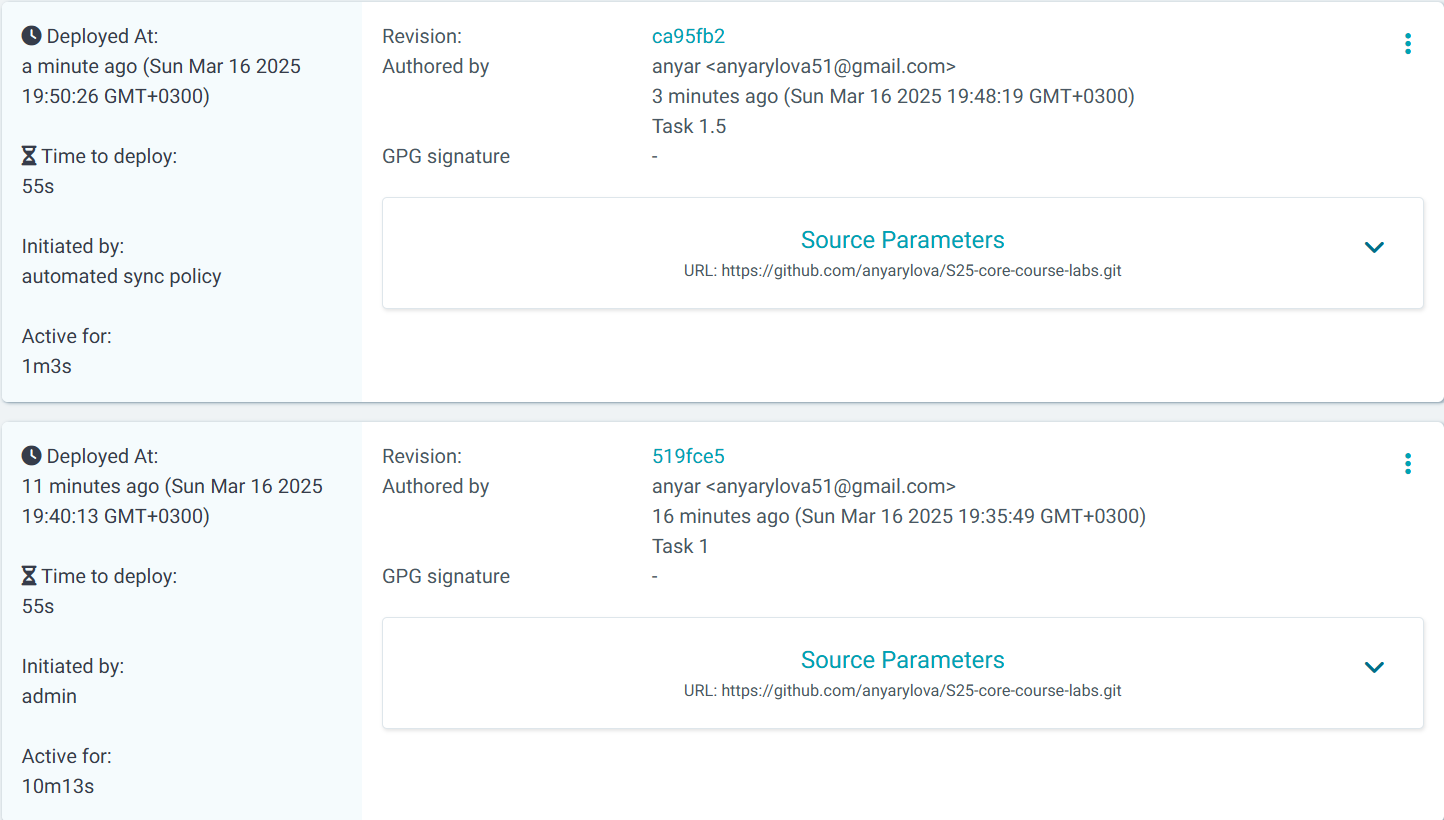 Deployed At:
a minute ago (Sun Mar 16 2025
19:50:26 GMT+0300)
Time to deploy:
55s
Initiated by:
automated sync policy
Active for:
1m3s
Revision: ca95fb2
Authored by anyar <anyarylova51@gmail.com>
3 minutes ago (Sun Mar 16 2025 19:48:19 GMT+0300)
Task 1.5
GPG signature -
Source Parameters
URL: https://github.com/anyarylova/S25-core-course-labs.git
Deployed At:
11 minutes ago (Sun Mar 16 2025
19:40:13 GMT+0300)
Time to deploy:
55s
Initiated by:
admin
Active for:
10m13s
Revision: 519fce5
Authored by anyar <anyarylova51@gmail.com>
16 minutes ago (Sun Mar 16 2025 19:35:49 GMT+0300)
Task 1
GPG signature -
Source Parameters
URL: https://github.com/anyarylova/S25-core-course-labs.git